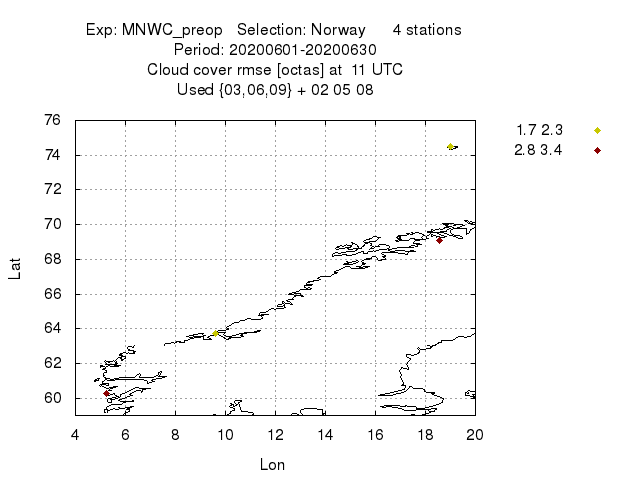 Exp: MNWC_preop   Selection: Norway      4 stations
Period: 20200601-20200630
Cloud cover rmse [octas] at  11 UTC
Used {03,06,09} + 02 05 08
1.7 2.3
2.8 3.4
76
74
72
70
68
66
64
62
60
Lat
4 6 8 10 12 14 16 18 20
Lon